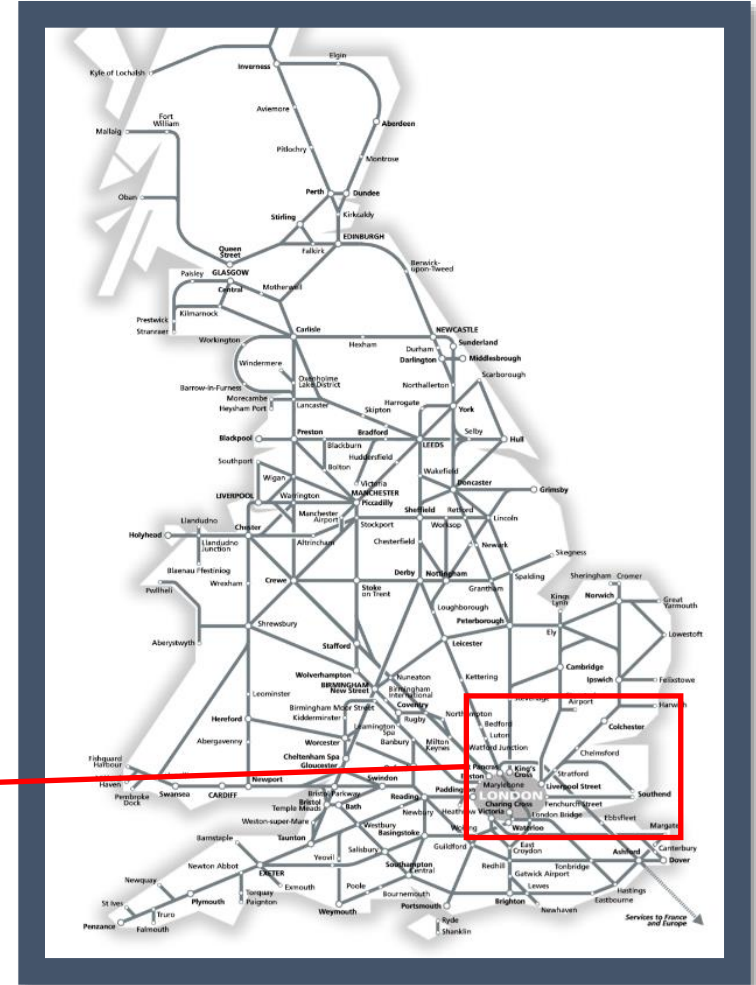 Elgin
Inverness
Kyle of Lochalsh
Aviemore
Fort
William
Mallaig
Aberdeen
Pitlochry
Montrose
Perth
Dundee
Oban
Stirling
Kirkcaldy
EDINBURGH
Queen
Street
Falkirk
Berwick-
upon-Tweed
Paisley
GLASGOW
Central
Motherwell
Prestwick
Kilmarnock
Stranraer
Carlisle
NEWCASTLE
Workington
Hexham
Sunderland
Durham
Darlington
Middlesbrough
Windermere
Scarborough
Oxenholme
Lake District
Barrow-in-Furness
Northallerton
Morecambe
Lancaster
Harrogate
York
Heysham Port
Skipton
Blackpool
Preston
Bradford
Selby
Hull
Blackburn
LEEDS
Southport
Huddersfield
Bolton
Wakefield
Wigan
Victoria
Doncaster
LIVERPOOL
Warrington
MANCHESTER
Piccadilly
Grimsby
Manchester
Airport
Sheffield
Retford
Lincoln
Llandudno
Chester
Stockport
Worksop
Holyhead
Llandudno
Junction
Altrincham
Chesterfield
Newark
Skegness
Blaenau Ffestiniog
Wrexham
Crewe
Stoke
on Trent
Derby
Nottingham
Grantham
Spalding
Sheringham
Cromer
Pwllheli
Kings
Lynn
Norwich
Great
Yarmouth
Loughborough
Shrewsbury
Peterborough
Ely
Lowestoft
Aberystwyth
Stafford
Leicester
Cambridge
Wolverhampton
Nuneaton
Kettering
Ipswich
Felixstowe
BIRMINGHAM
New Street
Birmingham
International
Leominster
Birmingham Moor Street
Coventry
Stevenage
Airport
Harwich
Hereford
Kidderminster
Rugby
Northampton
Bedford
Colchester
Leamington
Spa
Luton
Abergavenny
Worcester
Banbury
Milton
Keynes
Watford Junction
Chelmsford
Cheltenham Spa
Gloucester
Fishguard
Harbour
Pancras
King's
Cross
Stratford
Haven
Newport
Swindon
Euston
Marylebone
Liverpool Street
Pembroke
Dock
Swansea
CARDIFF
Bristol Parkway
Reading
Paddington
LONDON
Southend
Bristol
Temple Meads
Bath
Charing Cross
Fenchurch Street
Newbury
Heathrow
Victoria
London Bridge
Ebbsfleet
Weston-super-Mare
Westbury
Waterloo
Margate
Barnstaple
Taunton
Basingstoke
Woking
Salisbury
Guildford
East
Croydon
Canterbury
Ashford
Dover
Newton Abbot
Yeovil
Southampton
Central
Redhill
Tonbridge
Newquay
EXETER
Gatwick Airport
Exmouth
Poole
Lewes
Hastings
St Ives
Plymouth
Torquay
Paignton
Bournemouth
Portsmouth
Brighton
Eastbourne
Truro
Weymouth
Newhaven
Penzance
Falmouth
Ryde
Shanklin
Services to France
and Europe